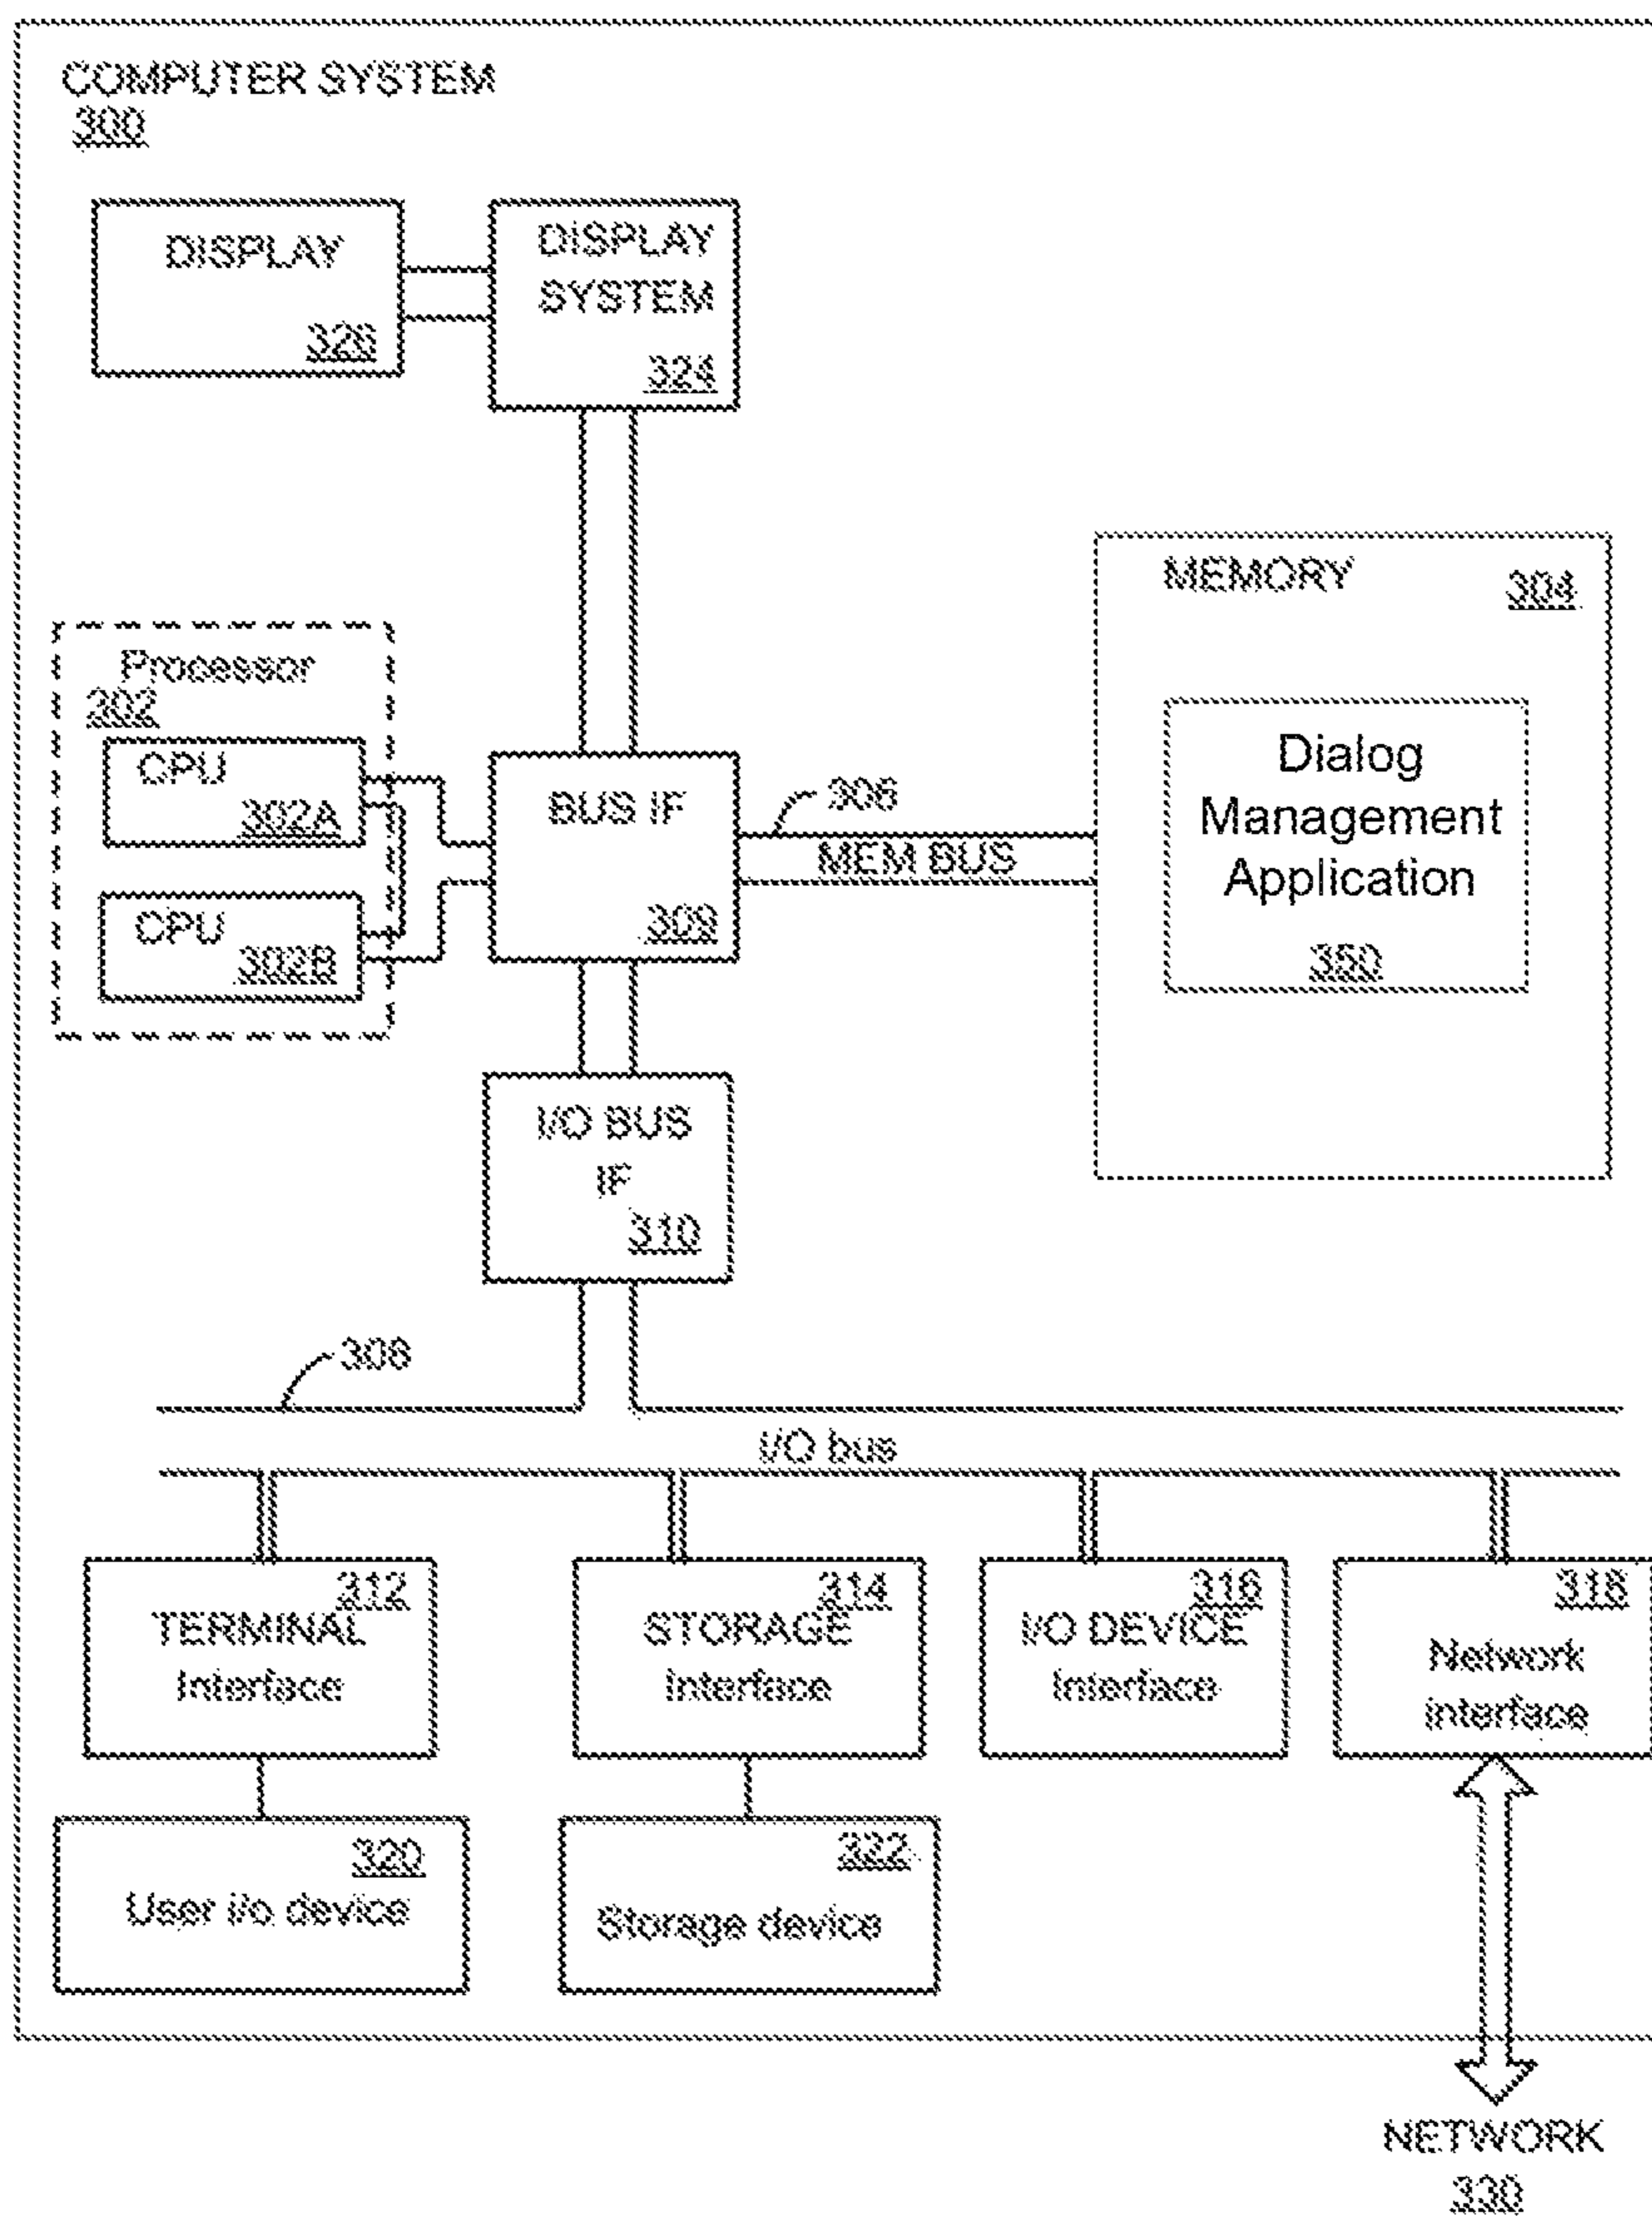 COMPUTER SYSTEM
300
DISPLAY
326
DISPLAY
SYSTEM
324
MEMORY
304
Processor
302
CPU
302A
CPU
302B
BUS IF
309
306
MEM BUS
Dialog
Management
Application
350
I/O BUS
IF
310
308
I/O bus
312
TERMINAL
Interface
314
STORAGE
Interface
316
I/O DEVICE
Interface
318
Network
interface
320
User i/o device
322
Storage device
NETWORK
330